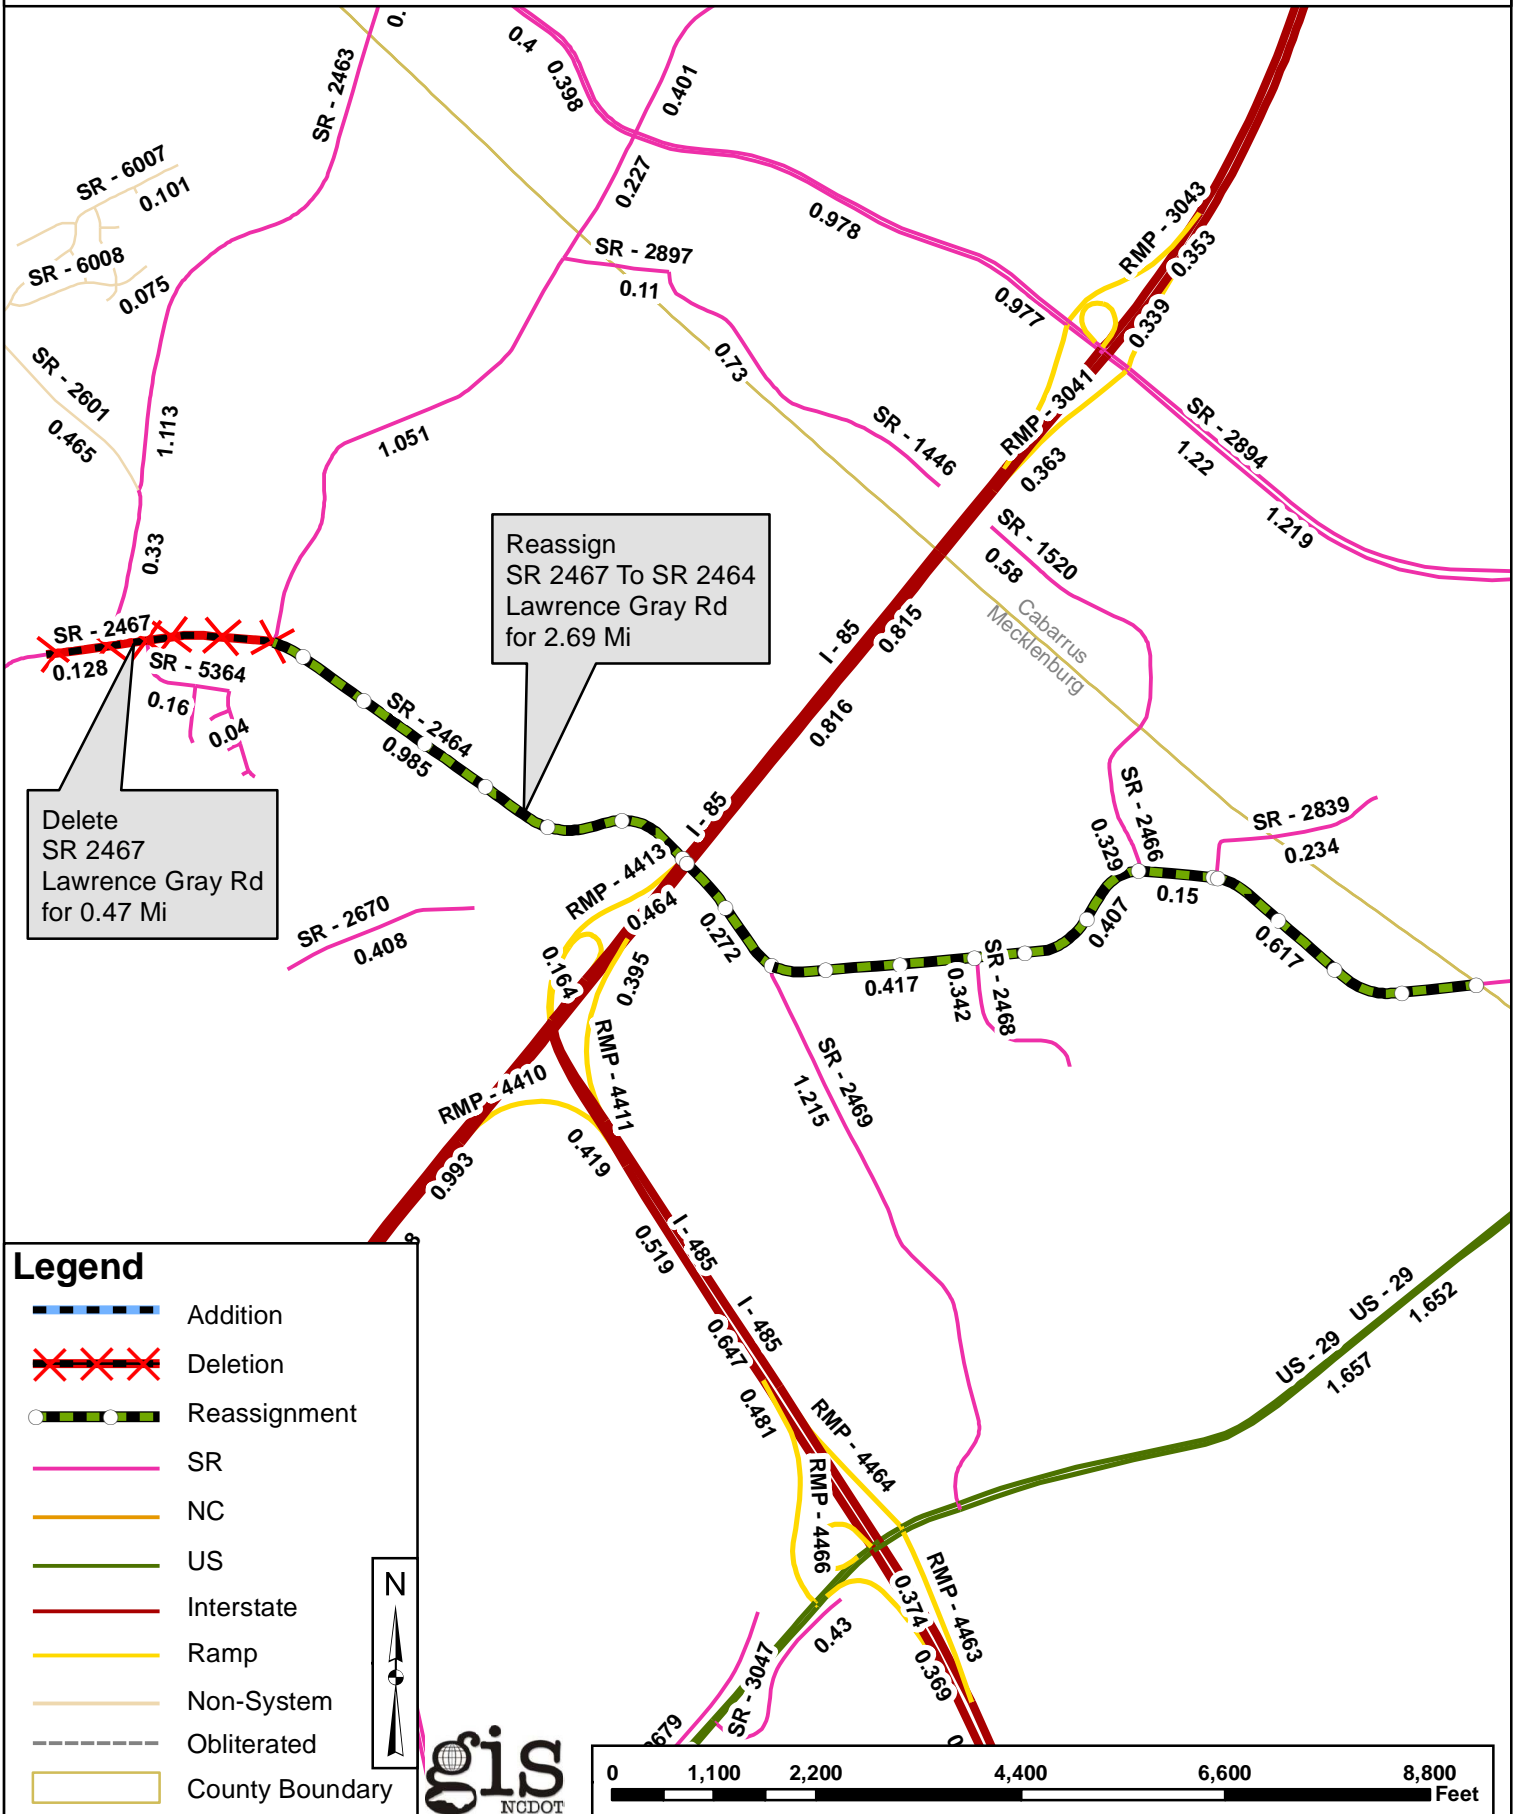 0.
SR - 2463
0.4
0.398
0.401
SR - 6007
0.101
0.227
0.978
RMP - 3043
0.353
SR - 6008
0.075
SR - 2897
0.11
0.977
0.339
SR - 2601
0.465
1.113
0.73
RMP - 3041
0.363
SR - 2894
1.22
1.219
1.051
SR - 1446
SR - 1520
0.58
0.33
Reassign
SR 2467 To SR 2464
Lawrence Gray Rd
for 2.69 Mi
Cabarrus
Mecklenburg
I - 85
0.815
0.816
SR - 2467
0.128
SR - 5364
0.16
0.04
SR - 2464
0.985
Delete
SR 2467
Lawrence Gray Rd
for 0.47 Mi
I - 85
RMP - 4413
0.464
SR - 2466
0.329
SR - 2839
0.234
0.15
0.407
0.617
SR - 2670
0.408
0.272
0.417
0.342
SR - 2468
0.164
0.395
RMP - 4411
RMP - 4410
0.419
0.993
SR - 2469
1.215
I - 485
0.519
I - 485
0.647
0.481
US - 29
1.652
US - 29
1.657
RMP - 4464
RMP - 4466
RMP - 4463
0.374
0.369
0.43
SR - 3047
Legend
Addition
Deletion
Reassignment
SR
NC
US
Interstate
Ramp
Non-System
Obliterated
County Boundary
N
gis
NCDOT
0 1,100 2,200 4,400 6,600 8,800
Feet